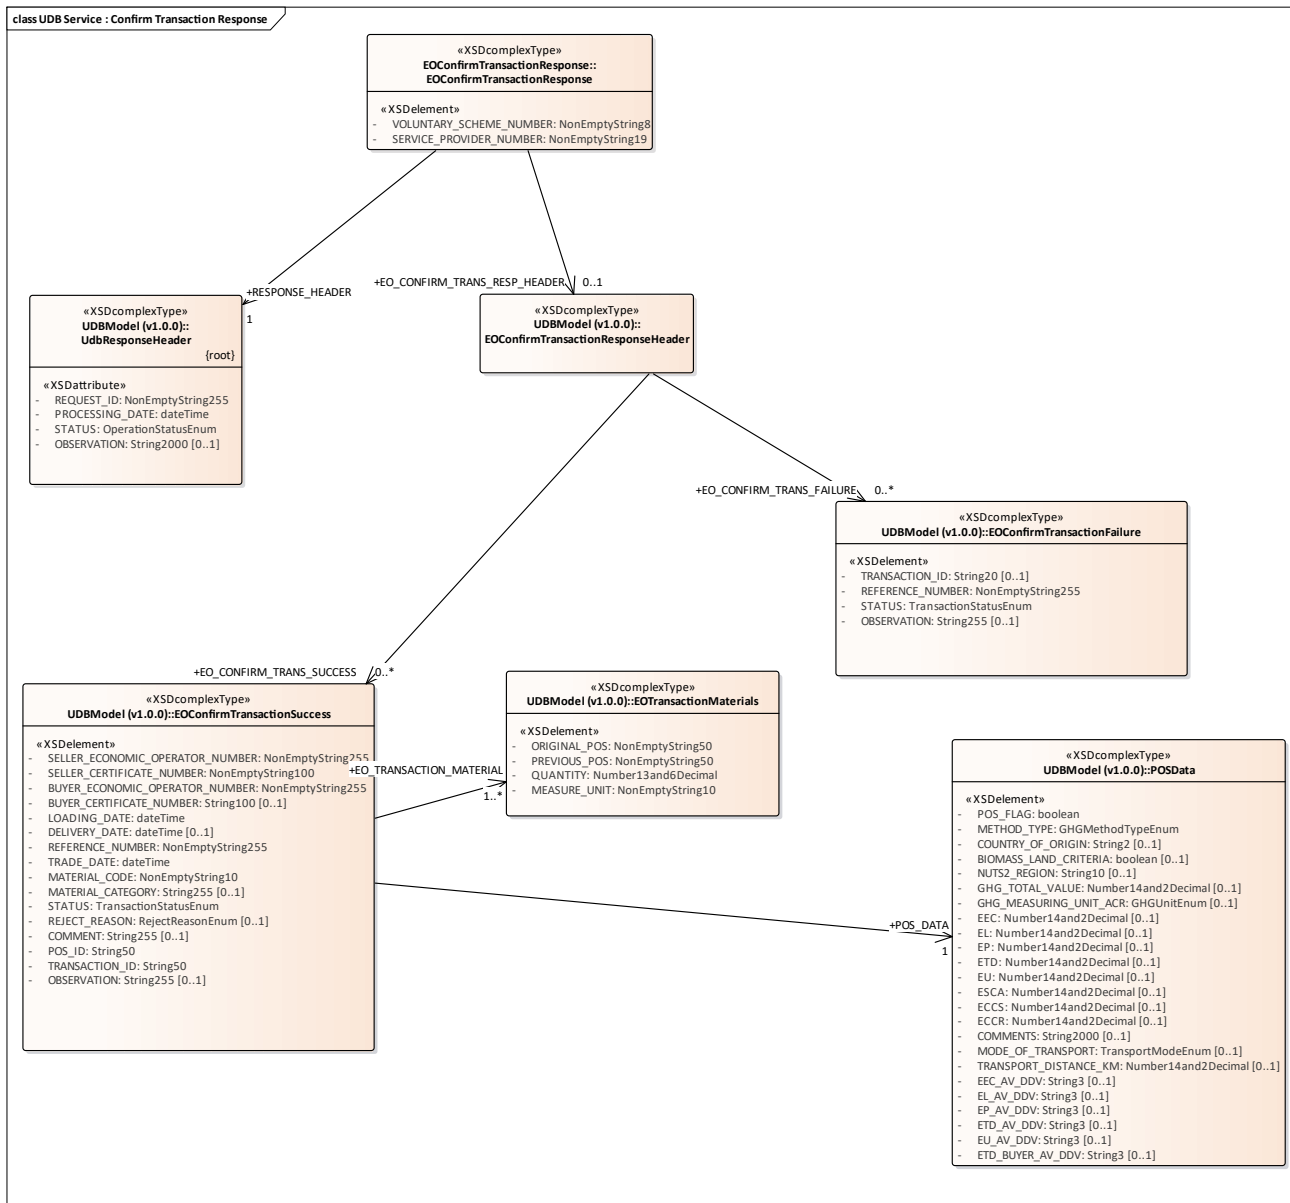 class UDB Service : Confirm Transaction Response
«XSDcomplexType»
EOConfirmTransactionResponse::
EOConfirmTransactionResponse
«XSDelement»
- VOLUNTARY_SCHEME_NUMBER: NonEmptyString8
- SERVICE_PROVIDER_NUMBER: NonEmptyString19
+RESPONSE_HEADER
1
+EO_CONFIRM_TRANS_RESP_HEADER
0..1
«XSDcomplexType»
UDBModel (v1.0.0)::
UdbResponseHeader
{root}
«XSDattribute»
- REQUEST_ID: NonEmptyString255
- PROCESSING_DATE: dateTime
- STATUS: OperationStatusEnum
- OBSERVATION: String2000 [0..1]
«XSDcomplexType»
UDBModel (v1.0.0)::
EOConfirmTransactionResponseHeader
+EO_CONFIRM_TRANS_FAILURE
0..*
«XSDcomplexType»
UDBModel (v1.0.0)::EOConfirmTransactionFailure
«XSDelement»
- TRANSACTION_ID: String20 [0..1]
- REFERENCE_NUMBER: NonEmptyString255
- STATUS: TransactionStatusEnum
- OBSERVATION: String255 [0..1]
+EO_CONFIRM_TRANS_SUCCESS
0..*
«XSDcomplexType»
UDBModel (v1.0.0)::EOConfirmTransactionSuccess
«XSDelement»
- SELLER_ECONOMIC_OPERATOR_NUMBER: NonEmptyString255
- SELLER_CERTIFICATE_NUMBER: NonEmptyString100
- BUYER_ECONOMIC_OPERATOR_NUMBER: NonEmptyString255
- BUYER_CERTIFICATE_NUMBER: String100 [0..1]
- LOADING_DATE: dateTime
- DELIVERY_DATE: dateTime [0..1]
- REFERENCE_NUMBER: NonEmptyString255
- TRADE_DATE: dateTime
- MATERIAL_CODE: NonEmptyString10
- MATERIAL_CATEGORY: String255 [0..1]
- STATUS: TransactionStatusEnum
- REJECT_REASON: RejectReasonEnum [0..1]
- COMMENT: String255 [0..1]
- POS_ID: String50
- TRANSACTION_ID: String50
- OBSERVATION: String255 [0..1]
+EO_TRANSACTION_MATERIAL
1..*
«XSDcomplexType»
UDBModel (v1.0.0)::EOTransactionMaterials
«XSDelement»
- ORIGINAL_POS: NonEmptyString50
- PREVIOUS_POS: NonEmptyString50
- QUANTITY: Number13and6Decimal
- MEASURE_UNIT: NonEmptyString10
+POS_DATA
1
«XSDcomplexType»
UDBModel (v1.0.0)::POSData
«XSDelement»
- POS_FLAG: boolean
- METHOD_TYPE: GHGMethodTypeEnum
- COUNTRY_OF_ORIGIN: String2 [0..1]
- BIOMASS_LAND_CRITERIA: boolean [0..1]
- NUTS2_REGION: String10 [0..1]
- GHG_TOTAL_VALUE: Number14and2Decimal [0..1]
- GHG_MEASURING_UNIT_ACR: GHGUnitEnum [0..1]
- EEC: Number14and2Decimal [0..1]
- EL: Number14and2Decimal [0..1]
- EP: Number14and2Decimal [0..1]
- ETD: Number14and2Decimal [0..1]
- EU: Number14and2Decimal [0..1]
- ESCA: Number14and2Decimal [0..1]
- ECCS: Number14and2Decimal [0..1]
- ECCR: Number14and2Decimal [0..1]
- COMMENTS: String2000 [0..1]
- MODE_OF_TRANSPORT: TransportModeEnum [0..1]
- TRANSPORT_DISTANCE_KM: Number14and2Decimal [0..1]
- EEC_AV_DDV: String3 [0..1]
- EL_AV_DDV: String3 [0..1]
- EP_AV_DDV: String3 [0..1]
- ETD_AV_DDV: String3 [0..1]
- EU_AV_DDV: String3 [0..1]
- ETD_BUYER_AV_DDV: String3 [0..1]